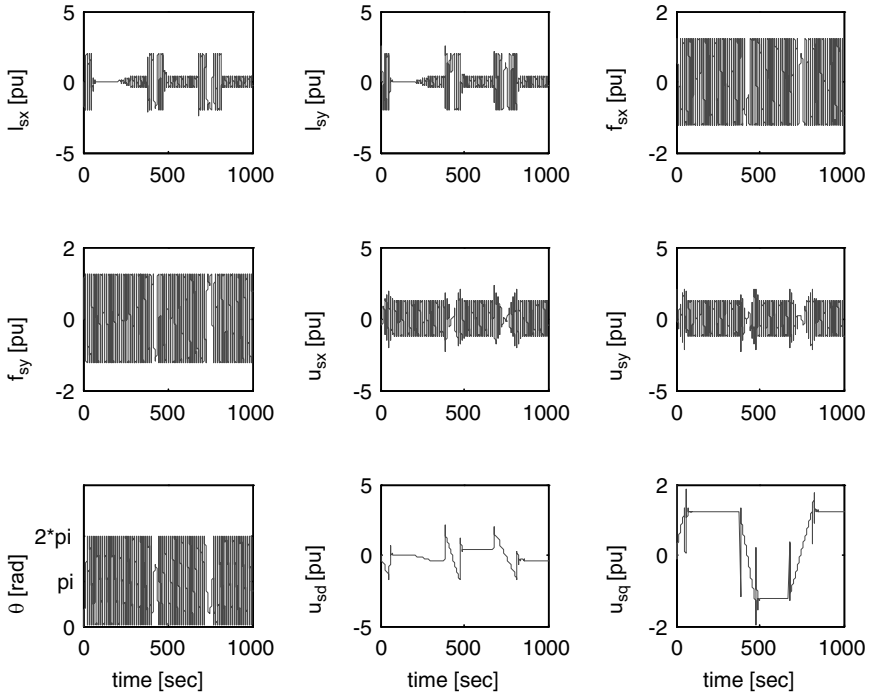 5
0
-5
I_sx [pu]
0 500 1000
5
0
-5
I_sy [pu]
0 500 1000
2
0
-2
f_sx [pu]
0 500 1000
2
0
-2
f_sy [pu]
0 500 1000
5
0
-5
u_sx [pu]
0 500 1000
5
0
-5
u_sy [pu]
0 500 1000
2*pi
pi
0
θ [rad]
0 500 1000
time [sec]
5
0
-5
u_sd [pu]
0 500 1000
time [sec]
2
0
-2
u_sq [pu]
0 500 1000
time [sec]